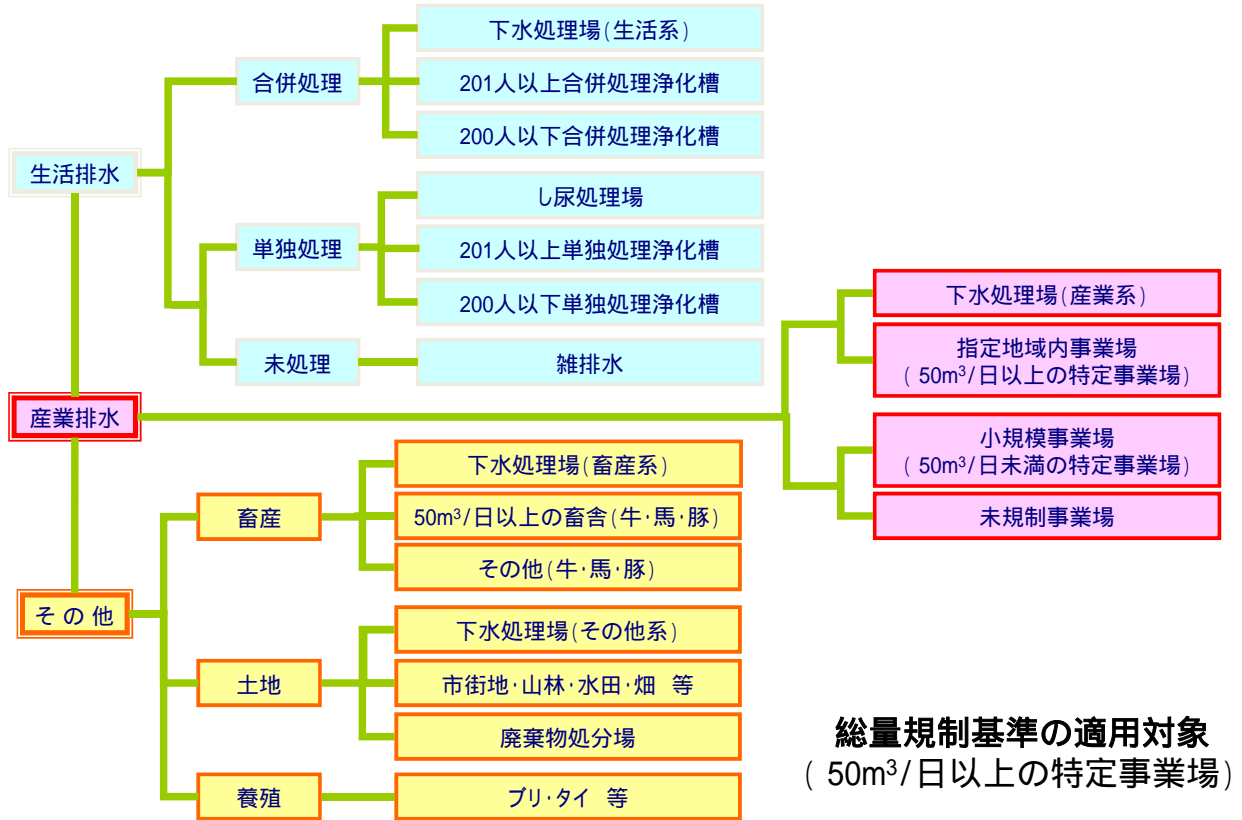 生活排水
合併処理
下水処理場(生活系)
201人以上合併処理浄化槽
200人以下合併処理浄化槽
単独処理
し尿処理場
201人以上単独処理浄化槽
200人以下単独処理浄化槽
未処理
雑排水
産業排水
下水処理場(産業系)
指定地域内事業場
( 50m³/日以上の特定事業場)
小規模事業場
( 50m³/日未満の特定事業場)
未規制事業場
その他
畜産
下水処理場(畜産系)
50m³/日以上の畜舎(牛・馬・豚)
その他(牛・馬・豚)
土地
下水処理場(その他系)
市街地・山林・水田・畑 等
廃棄物処分場
養殖
ブリ・タイ 等
総量規制基準の適用対象
( 50m³/日以上の特定事業場)